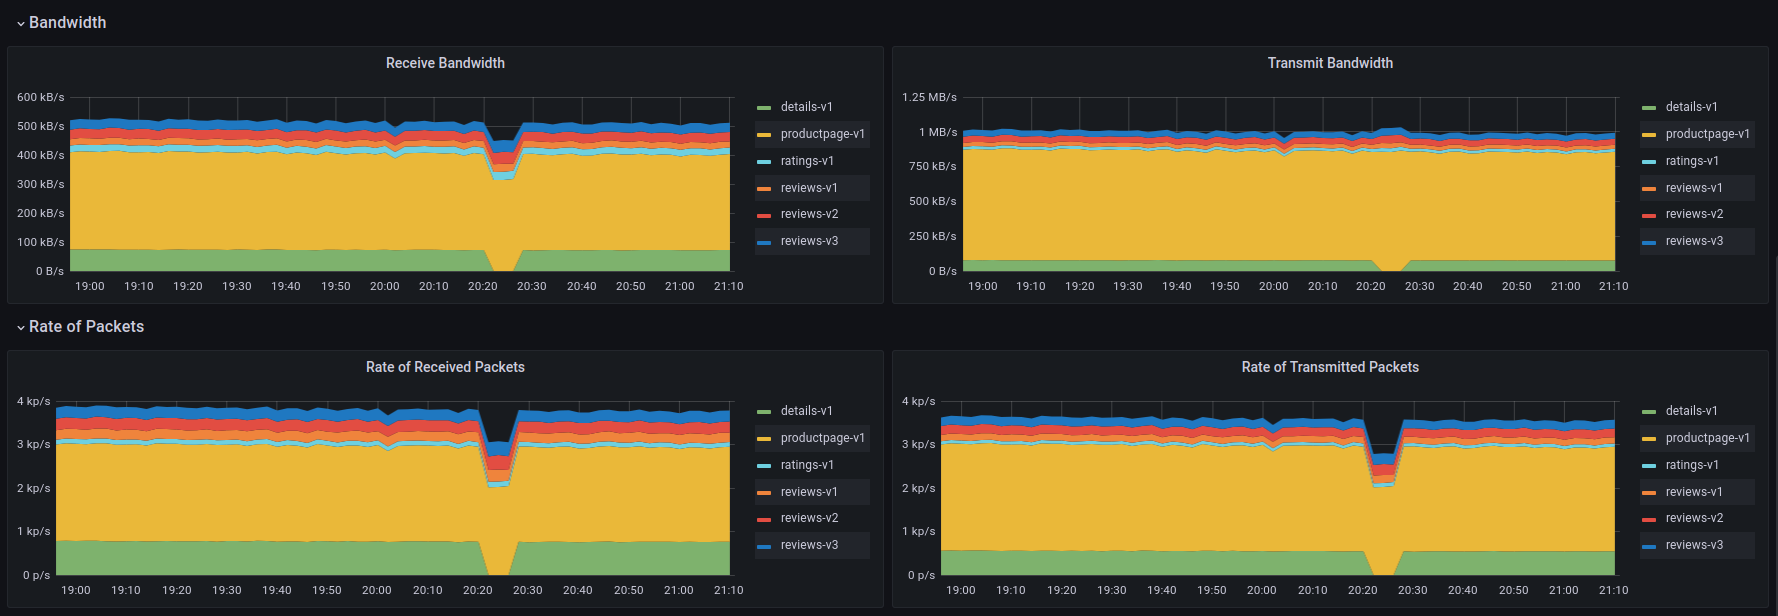 Bandwidth
Receive Bandwidth
600 kB/s
500 kB/s
400 kB/s
300 kB/s
200 kB/s
100 kB/s
0 B/s
19:00 19:10 19:20 19:30 19:40 19:50 20:00 20:10 20:20 20:30 20:40 20:50 21:00 21:10
details-v1
productpage-v1
ratings-v1
reviews-v1
reviews-v2
reviews-v3
Transmit Bandwidth
1.25 MB/s
1 MB/s
750 kB/s
500 kB/s
250 kB/s
0 B/s
19:00 19:10 19:20 19:30 19:40 19:50 20:00 20:10 20:20 20:30 20:40 20:50 21:00 21:10
details-v1
productpage-v1
ratings-v1
reviews-v1
reviews-v2
reviews-v3
Rate of Packets
Rate of Received Packets
4 kp/s
3 kp/s
2 kp/s
1 kp/s
0 p/s
19:00 19:10 19:20 19:30 19:40 19:50 20:00 20:10 20:20 20:30 20:40 20:50 21:00 21:10
details-v1
productpage-v1
ratings-v1
reviews-v1
reviews-v2
reviews-v3
Rate of Transmitted Packets
4 kp/s
3 kp/s
2 kp/s
1 kp/s
0 p/s
19:00 19:10 19:20 19:30 19:40 19:50 20:00 20:10 20:20 20:30 20:40 20:50 21:00 21:10
details-v1
productpage-v1
ratings-v1
reviews-v1
reviews-v2
reviews-v3